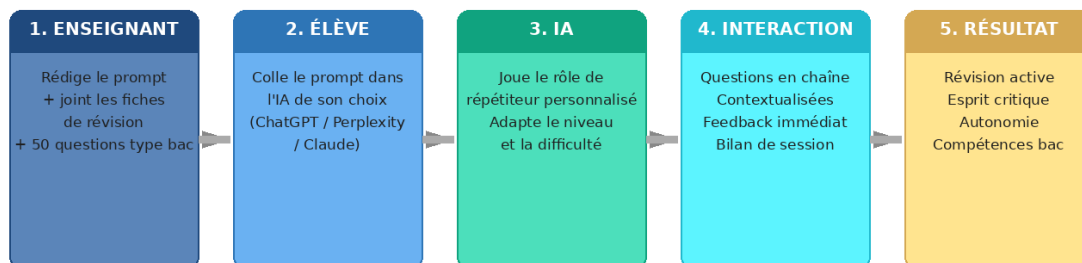 1. ENSEIGNANT
Rédige le prompt
+ joint les fiches
de révision
+ 50 questions type bac
2. ÉLÈVE
Colle le prompt dans
l'IA de son choix
(ChatGPT / Perplexity
/ Claude)
3. IA
Joue le rôle de
répétiteur personnalisé
Adapte le niveau
et la difficulté
4. INTERACTION
Questions en chaîne
Contextualisées
Feedback immédiat
Bilan de session
5. RÉSULTAT
Révision active
Esprit critique
Autonomie
Compétences bac